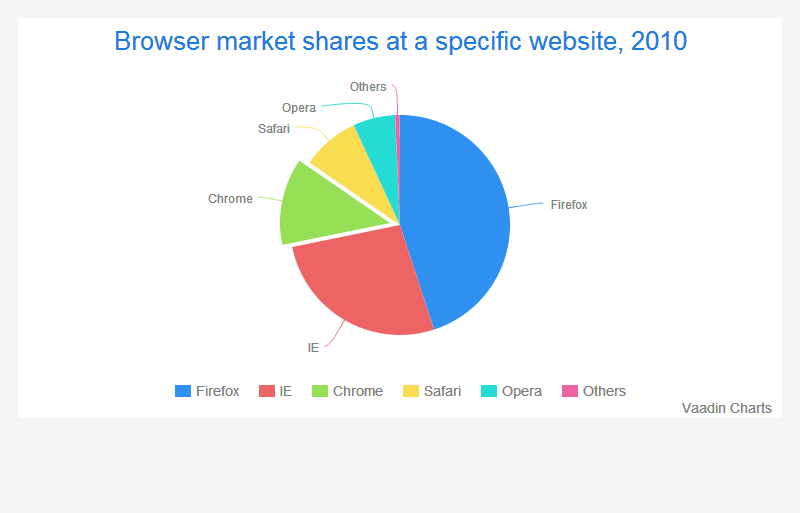 Browser market shares at a specific website, 2010
Others
Opera
Safari
Chrome
Firefox
IE
Firefox IE Chrome Safari Opera Others
Vaadin Charts